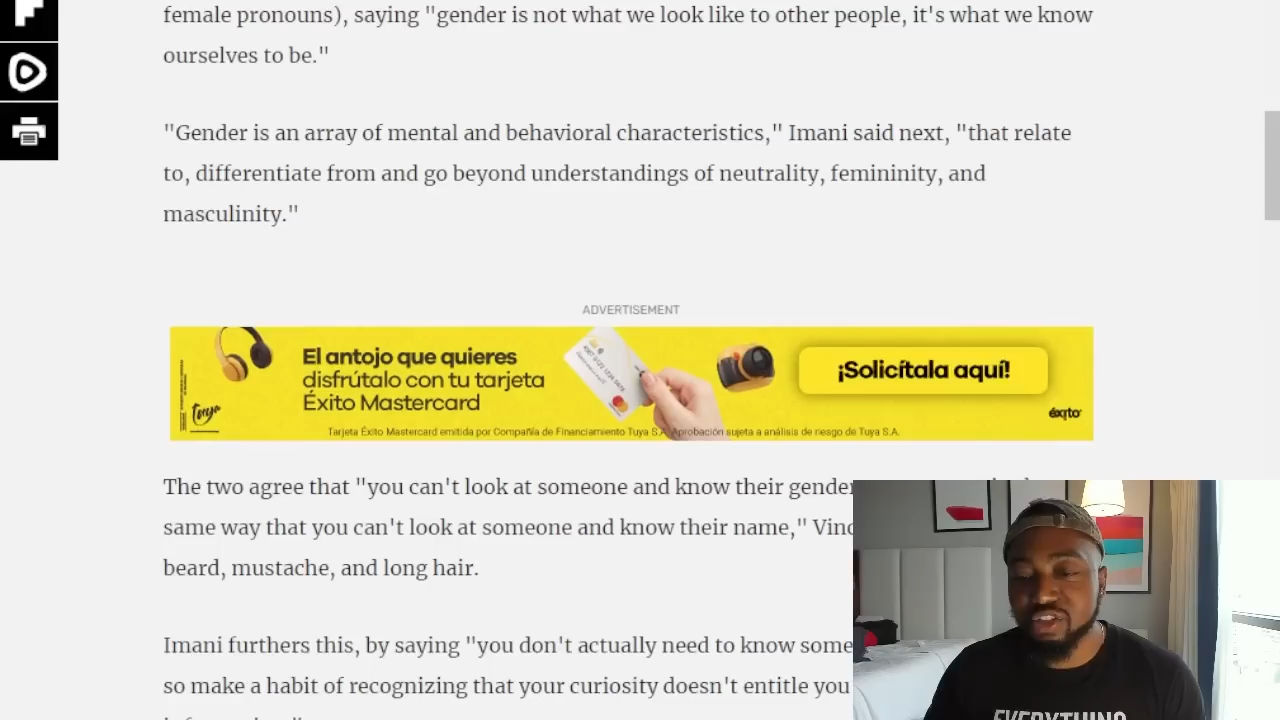 female pronouns), saying "gender is not what we look like to other people, it's what we know
ourselves to be."
"Gender is an array of mental and behavioral characteristics," Imani said next, "that relate
to, differentiate from and go beyond understandings of neutrality, femininity, and
masculinity."
ADVERTISEMENT
El antojo que quieres
disfrútalo con tu tarjeta
Éxito Mastercard
¡Solicítala aquí!
tuya
éxito
Tarjeta Éxito Mastercard emitida por Compañía de Financiamiento Tuya S.A. Aprobación sujeta a análisis de riesgo de Tuya S.A.
The two agree that "you can't look at someone and know their gender
same way that you can't look at someone and know their name,"
beard, mustache, and long hair.
Imani furthers this, by saying "you don't actually need to know some
so make a habit of recognizing that your curiosity doesn't entitle you
EVERYTHING